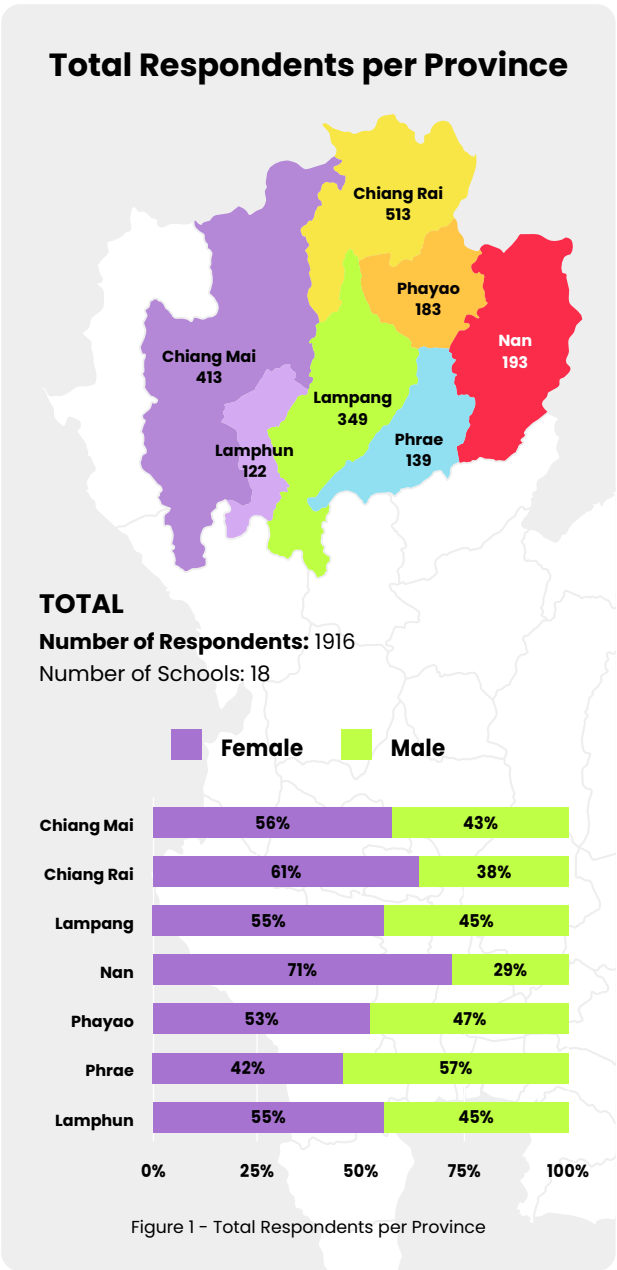 Total Respondents per Province
Chiang Rai
513
Phayao
183
Nan
193
Chiang Mai
413
Lampang
349
Phrae
139
Lamphun
122
TOTAL
Number of Respondents: 1916
Number of Schools: 18
Female Male
Chiang Mai 56% 43%
Chiang Rai 61% 38%
Lampang 55% 45%
Nan 71% 29%
Phayao 53% 47%
Phrae 42% 57%
Lamphun 55% 45%
0% 25% 50% 75% 100%
Figure 1 - Total Respondents per Province